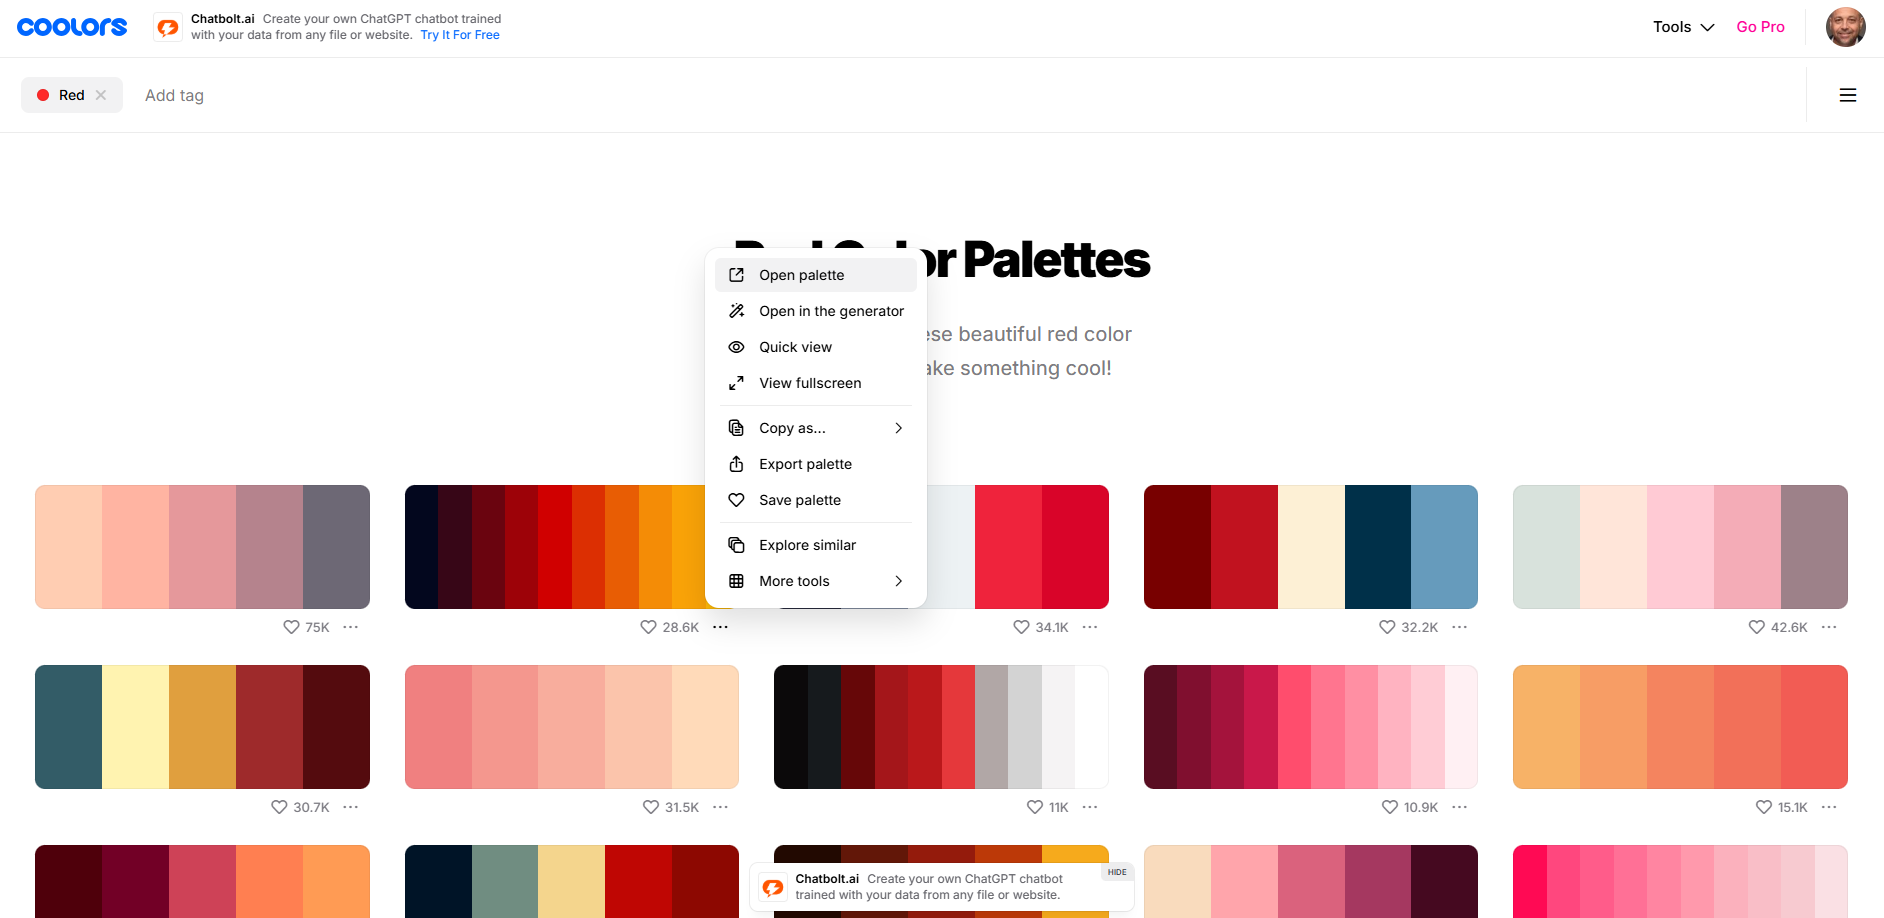 coolors
Chatbolt.ai Create your own ChatGPT chatbot trained
with your data from any file or website. Try It For Free
Tools
Go Pro
Red
Add tag
Color Palettes
these beautiful red color
make something cool!
Open palette
Open in the generator
Quick view
View fullscreen
Copy as...
Export palette
Save palette
Explore similar
More tools
75K
28.6K
34.1K
32.2K
42.6K
30.7K
31.5K
11K
10.9K
15.1K
Chatbolt.ai Create your own ChatGPT chatbot
trained with your data from any file or website.
HIDE